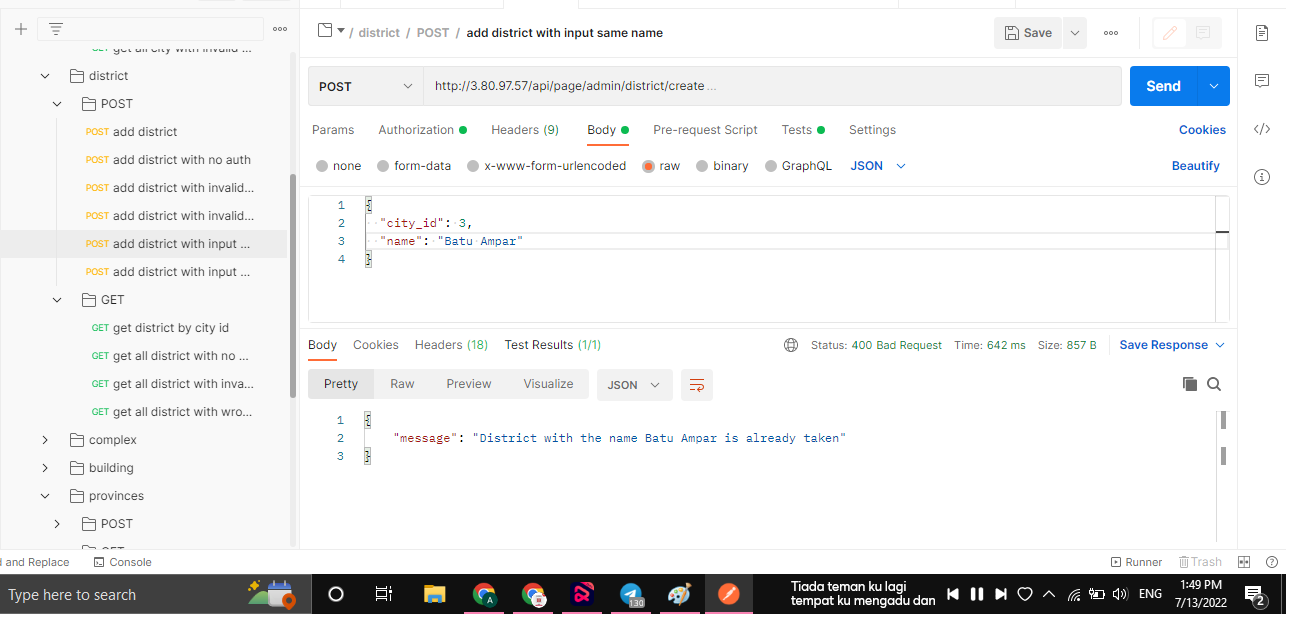 get all city with invalid ...
district
POST
POST add district
POST add district with no auth
POST add district with invalid...
POST add district with invalid...
POST add district with input ...
POST add district with input ...
GET
GET get district by city id
GET get all district with no ...
GET get all district with inva...
GET get all district with wro...
complex
building
provinces
POST
GET
/ district / POST / add district with input same name
Save
POST
http://3.80.97.57/api/page/admin/district/create ...
Send
Params Authorization Headers (9) Body Pre-request Script Tests Settings Cookies
none form-data x-www-form-urlencoded raw binary GraphQL JSON Beautify
1 {
2 "city_id": 3,
3 "name": "Batu Ampar"
4 }
Body Cookies Headers (18) Test Results (1/1) Status: 400 Bad Request Time: 642 ms Size: 857 B Save Response
Pretty Raw Preview Visualize JSON
1 {
2 "message": "District with the name Batu Ampar is already taken"
3 }
d and Replace Console Runner Trash
Type here to search
A
130
Tiada teman ku lagi
tempat ku mengadu dan
ENG
1:49 PM
7/13/2022
2